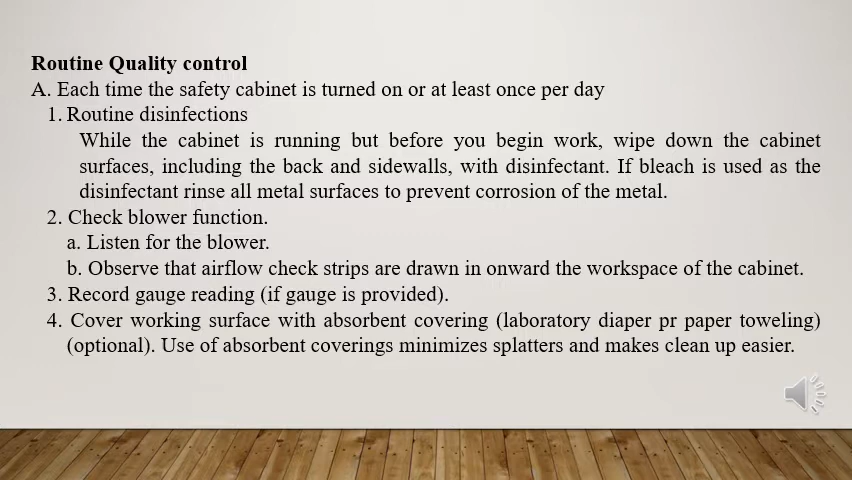 Routine Quality control
A. Each time the safety cabinet is turned on or at least once per day
1. Routine disinfections
While the cabinet is running but before you begin work, wipe down the cabinet
surfaces, including the back and sidewalls, with disinfectant. If bleach is used as the
disinfectant rinse all metal surfaces to prevent corrosion of the metal.
2. Check blower function.
a. Listen for the blower.
b. Observe that airflow check strips are drawn in onward the workspace of the cabinet.
3. Record gauge reading (if gauge is provided).
4. Cover working surface with absorbent covering (laboratory diaper pr paper toweling)
(optional). Use of absorbent coverings minimizes splatters and makes clean up easier.